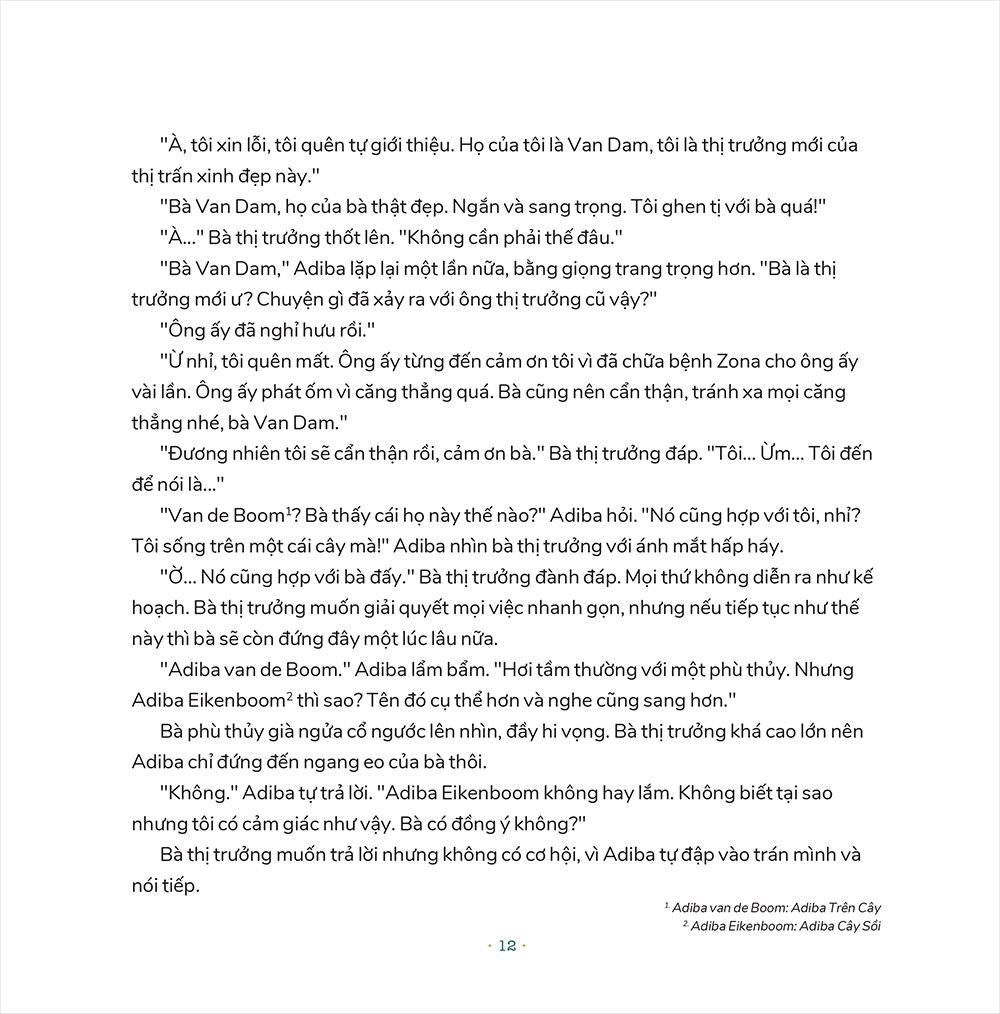 "À, tôi xin lỗi, tôi quên tự giới thiệu. Họ của tôi là Van Dam, tôi là thị trưởng mới của
thị trấn xinh đẹp này."
"Bà Van Dam, họ của bà thật đẹp. Ngắn và sang trọng. Tôi ghen tị với bà quá!"
"À..." Bà thị trưởng thốt lên. "Không cần phải thế đâu."
"Bà Van Dam," Adiba lặp lại một lần nữa, bằng giọng trang trọng hơn. "Bà là thị
trưởng mới ư? Chuyện gì đã xảy ra với ông thị trưởng cũ vậy?"
"Ông ấy đã nghỉ hưu rồi."
"Ừ nhỉ, tôi quên mất. Ông ấy từng đến cảm ơn tôi vì đã chữa bệnh Zona cho ông ấy
vài lần. Ông ấy phát ốm vì căng thẳng quá. Bà cũng nên cẩn thận, tránh xa mọi căng
thẳng nhé, bà Van Dam."
"Đương nhiên tôi sẽ cẩn thận rồi, cảm ơn bà." Bà thị trưởng đáp. "Tôi... Ừm... Tôi đến
để nói là..."
"Van de Boom¹? Bà thấy cái họ này thế nào?" Adiba hỏi. "Nó cũng hợp với tôi, nhỉ?
Tôi sống trên một cái cây mà!" Adiba nhìn bà thị trưởng với ánh mắt hấp háy.
"Ờ... Nó cũng hợp với bà đấy." Bà thị trưởng đành đáp. Mọi thứ không diễn ra như kế
hoạch. Bà thị trưởng muốn giải quyết mọi việc nhanh gọn, nhưng nếu tiếp tục như thế
này thì bà sẽ còn đứng đây một lúc lâu nữa.
"Adiba van de Boom." Adiba lẩm bẩm. "Hơi tầm thường với một phù thủy. Nhưng
Adiba Eikenboom² thì sao? Tên đó cụ thể hơn và nghe cũng sang hơn."
Bà phù thủy già ngửa cổ ngước lên nhìn, đầy hi vọng. Bà thị trưởng khá cao lớn nên
Adiba chỉ đứng đến ngang eo của bà thôi.
"Không." Adiba tự trả lời. "Adiba Eikenboom không hay lắm. Không biết tại sao
nhưng tôi có cảm giác như vậy. Bà có đồng ý không?"
Bà thị trưởng muốn trả lời nhưng không có cơ hội, vì Adiba tự đập vào trán mình và
nói tiếp.
¹· Adiba van de Boom: Adiba Trên Cây
²· Adiba Eikenboom: Adiba Cây Sồi
· 12 ·